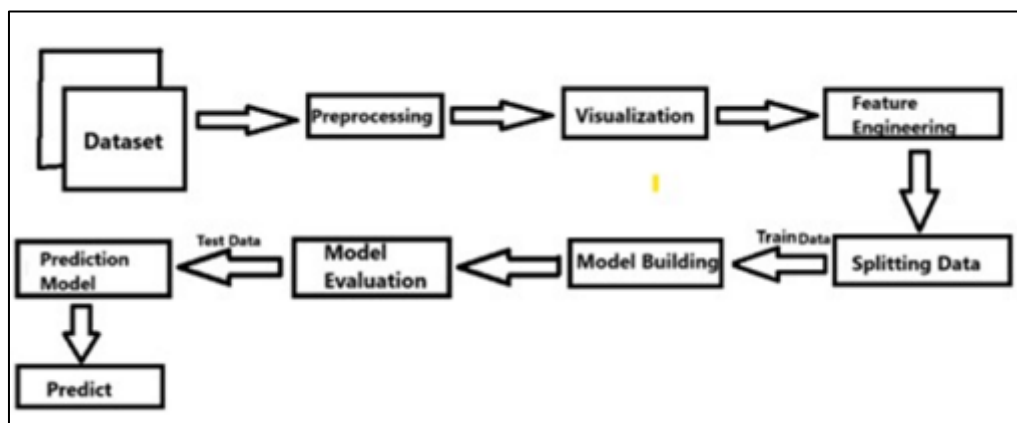 Dataset
Preprocessing
Visualization
Feature
Engineering
Splitting Data
Train Data
Model Building
Model
Evaluation
Test Data
Prediction
Model
Predict